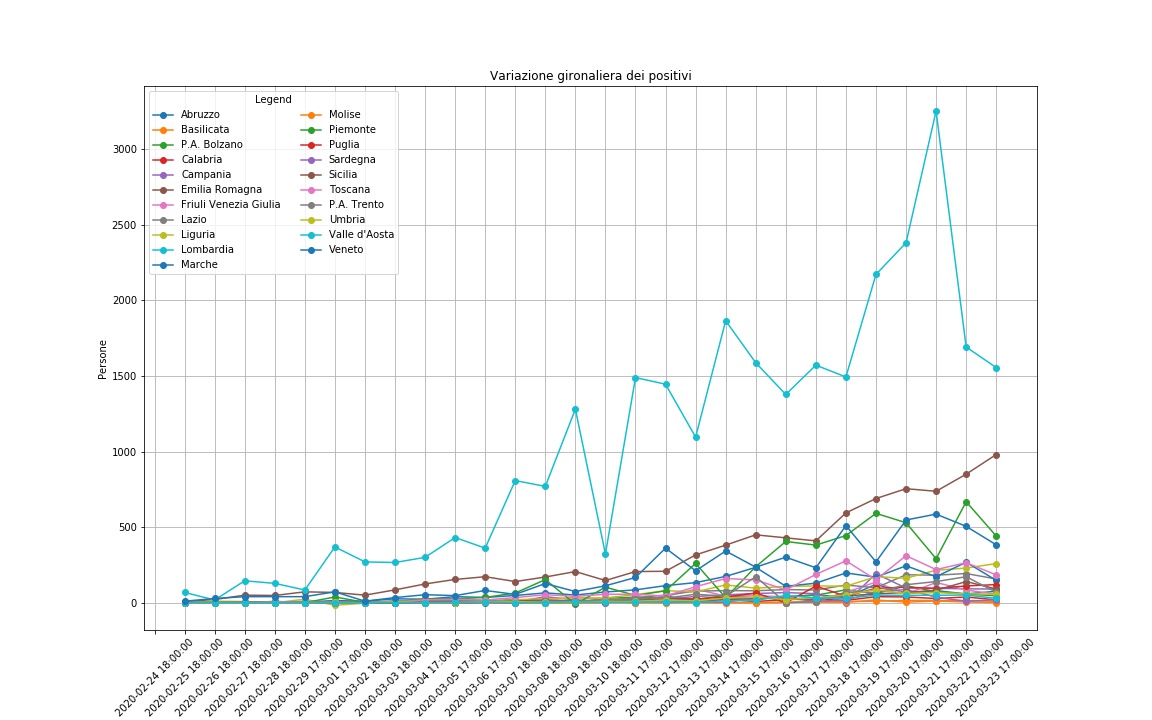 Variazione gironaliera dei positivi
Legend
Abruzzo
Basilicata
P.A. Bolzano
Calabria
Campania
Emilia Romagna
Friuli Venezia Giulia
Lazio
Liguria
Lombardia
Marche
Molise
Piemonte
Puglia
Sardegna
Sicilia
Toscana
P.A. Trento
Umbria
Valle d'Aosta
Veneto
Persone
3000
2500
2000
1500
1000
500
0
2020-02-24 18:00:00
2020-02-25 18:00:00
2020-02-26 18:00:00
2020-02-27 18:00:00
2020-02-28 18:00:00
2020-02-29 17:00:00
2020-03-01 17:00:00
2020-03-02 18:00:00
2020-03-03 18:00:00
2020-03-04 17:00:00
2020-03-05 17:00:00
2020-03-06 17:00:00
2020-03-07 18:00:00
2020-03-08 18:00:00
2020-03-09 18:00:00
2020-03-10 18:00:00
2020-03-11 17:00:00
2020-03-12 17:00:00
2020-03-13 17:00:00
2020-03-14 17:00:00
2020-03-15 17:00:00
2020-03-16 17:00:00
2020-03-17 17:00:00
2020-03-18 17:00:00
2020-03-19 17:00:00
2020-03-20 17:00:00
2020-03-21 17:00:00
2020-03-22 17:00:00
2020-03-23 17:00:00